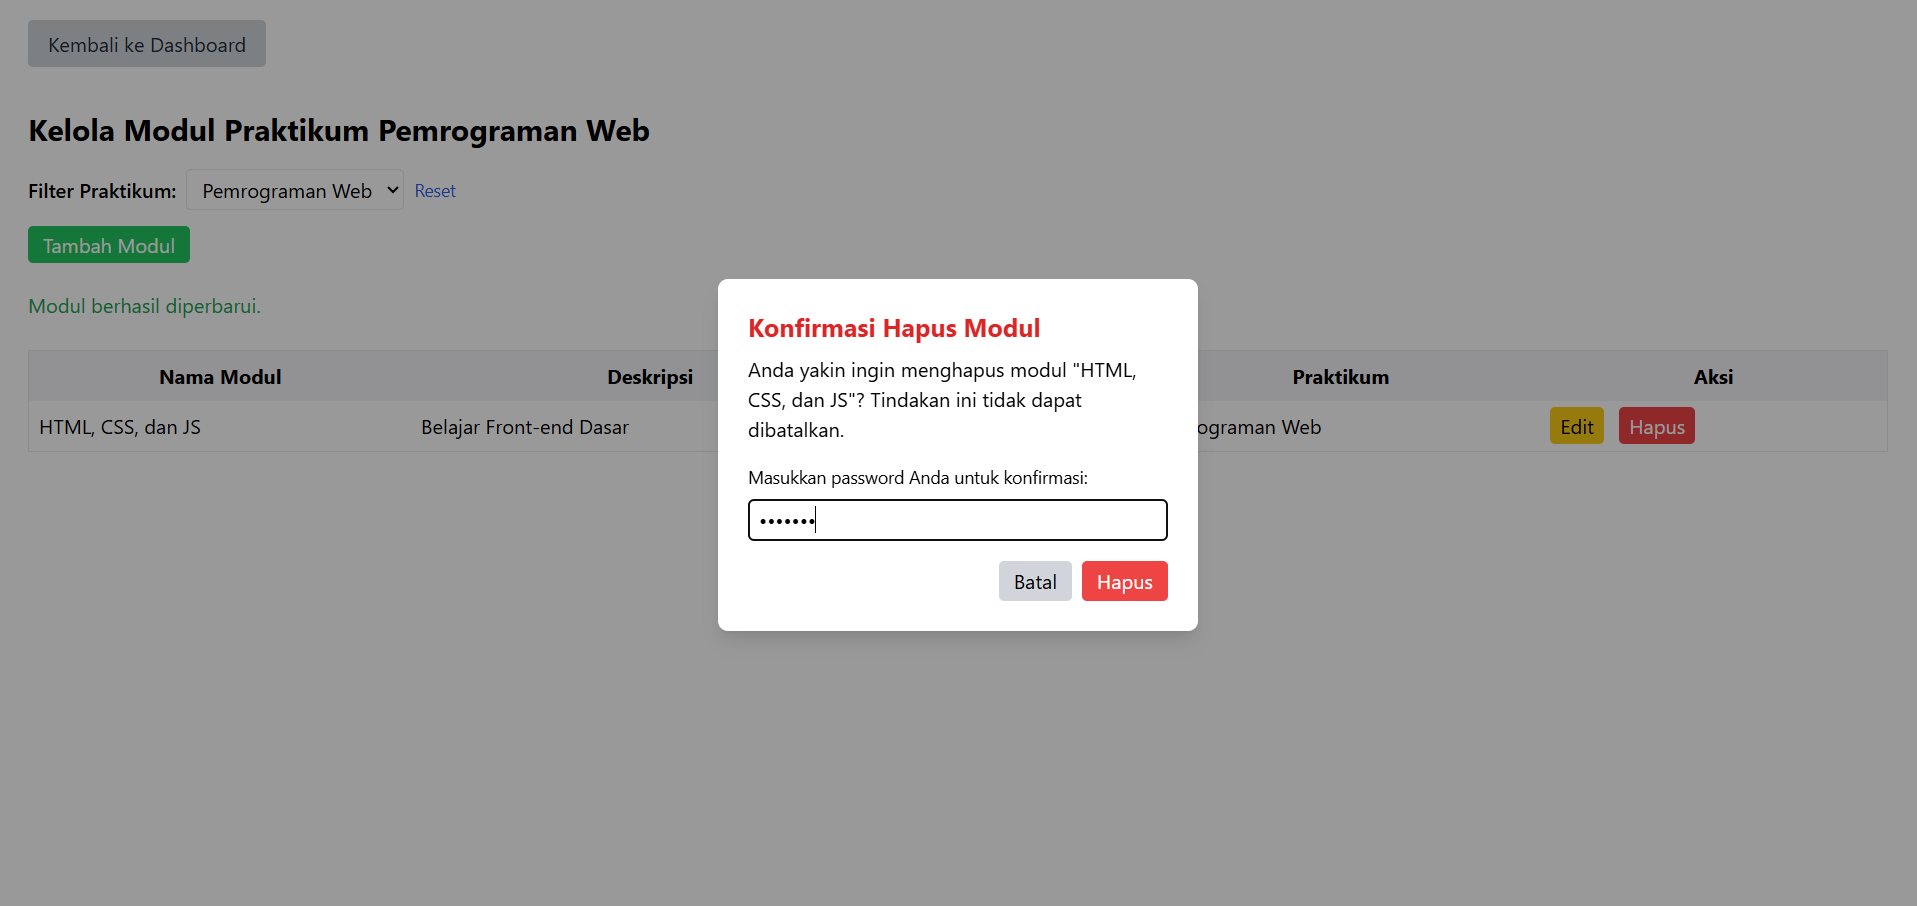 Kembali ke Dashboard
Kelola Modul Praktikum Pemrograman Web
Filter Praktikum: Pemrograman Web Reset
Tambah Modul
Modul berhasil diperbarui.
Nama Modul Deskripsi Praktikum Aksi
HTML, CSS, dan JS Belajar Front-end Dasar ograman Web Edit Hapus
Konfirmasi Hapus Modul
Anda yakin ingin menghapus modul "HTML,
CSS, dan JS"? Tindakan ini tidak dapat
dibatalkan.
Masukkan password Anda untuk konfirmasi:
•••••••
Batal Hapus